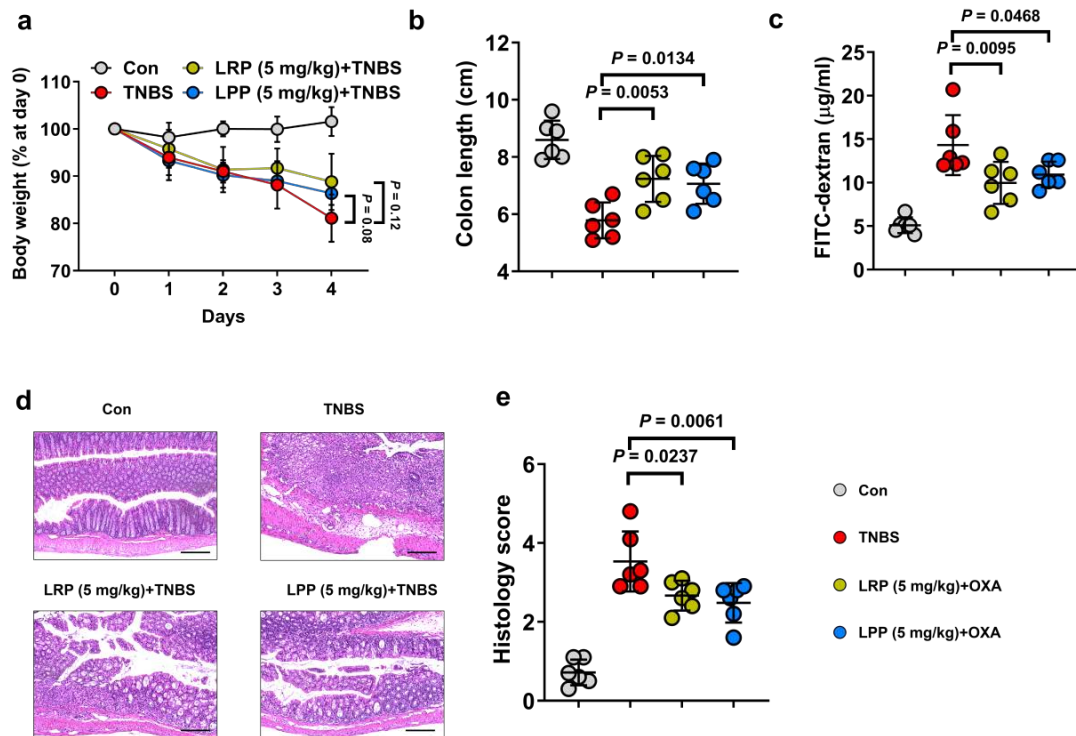 a
Con
LRP (5 mg/kg)+TNBS
TNBS
LPP (5 mg/kg)+TNBS
Body weight (% at day 0)
110
100
90
80
70
0 1 2 3 4
Days
P = 0.08
P = 0.12
b
P = 0.0134
P = 0.0053
Colon length (cm)
10
8
6
4
c
P = 0.0468
P = 0.0095
FITC-dextran (μg/ml)
25
20
15
10
5
0
d
Con
TNBS
LRP (5 mg/kg)+TNBS
LPP (5 mg/kg)+TNBS
e
P = 0.0061
P = 0.0237
Histology score
6
4
2
0
Con
TNBS
LRP (5 mg/kg)+OXA
LPP (5 mg/kg)+OXA